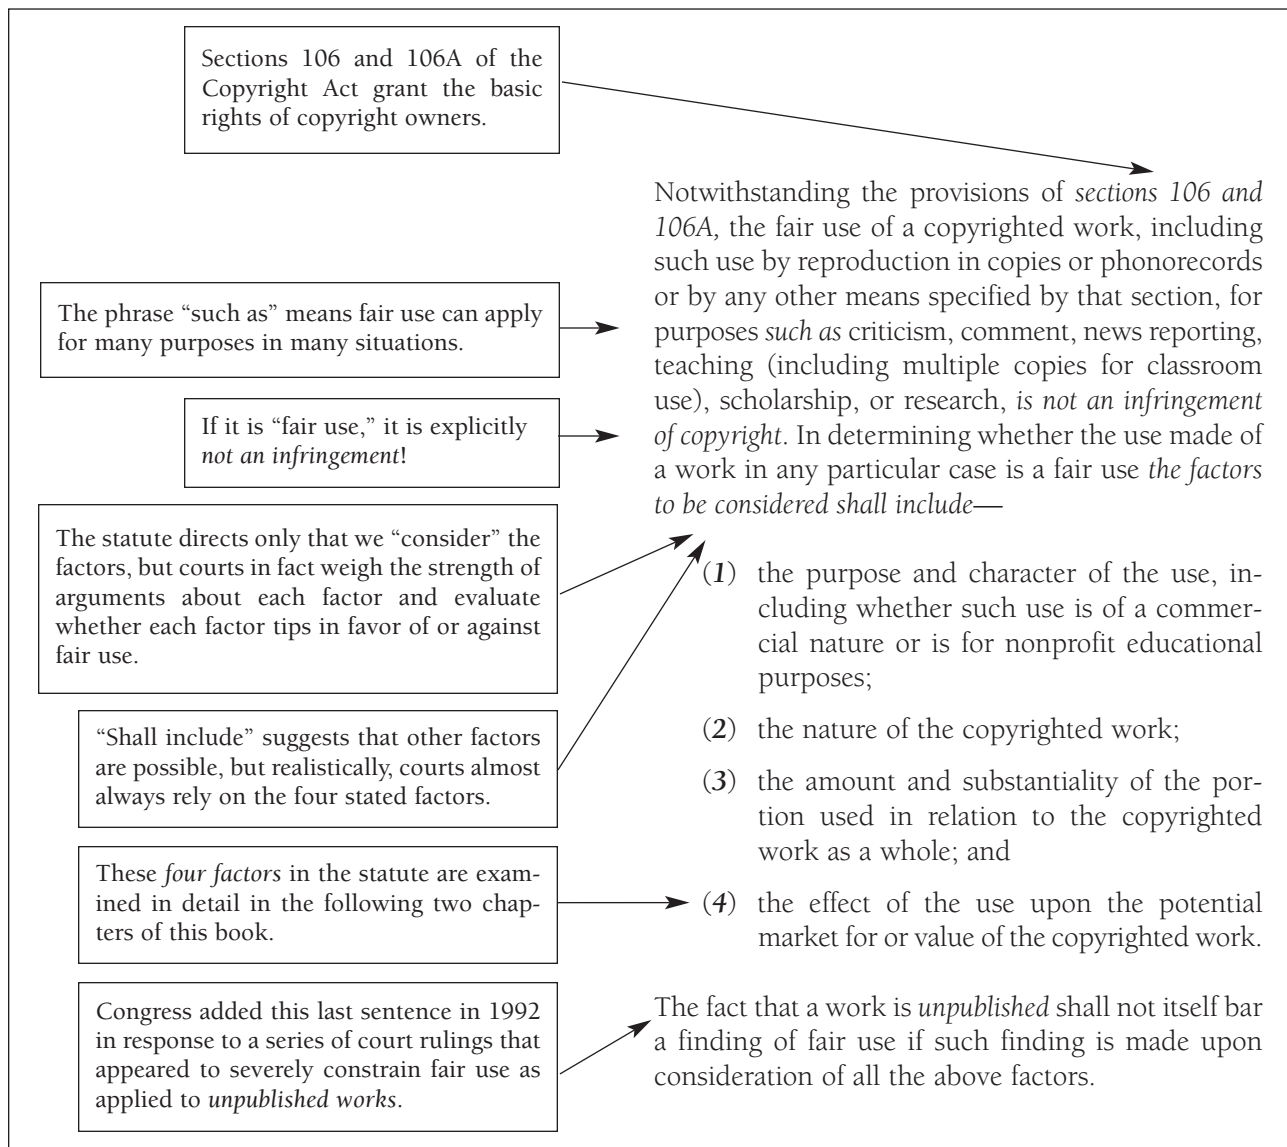 Sections 106 and 106A of the
Copyright Act grant the basic
rights of copyright owners.
Notwithstanding the provisions of sections 106 and
106A, the fair use of a copyrighted work, including
such use by reproduction in copies or phonorecords
or by any other means specified by that section, for
purposes such as criticism, comment, news reporting,
teaching (including multiple copies for classroom
use), scholarship, or research, is not an infringement
of copyright. In determining whether the use made of
a work in any particular case is a fair use the factors
to be considered shall include—
The phrase “such as” means fair use can apply
for many purposes in many situations.
If it is “fair use,” it is explicitly
not an infringement!
The statute directs only that we “consider” the
factors, but courts in fact weigh the strength of
arguments about each factor and evaluate
whether each factor tips in favor of or against
fair use.
“Shall include” suggests that other factors
are possible, but realistically, courts almost
always rely on the four stated factors.
(1) the purpose and character of the use, in-
cluding whether such use is of a commer-
cial nature or is for nonprofit educational
purposes;
(2) the nature of the copyrighted work;
(3) the amount and substantiality of the por-
tion used in relation to the copyrighted
work as a whole; and
(4) the effect of the use upon the potential
market for or value of the copyrighted work.
These four factors in the statute are exam-
ined in detail in the following two chap-
ters of this book.
Congress added this last sentence in 1992
in response to a series of court rulings that
appeared to severely constrain fair use as
applied to unpublished works.
The fact that a work is unpublished shall not itself bar
a finding of fair use if such finding is made upon
consideration of all the above factors.